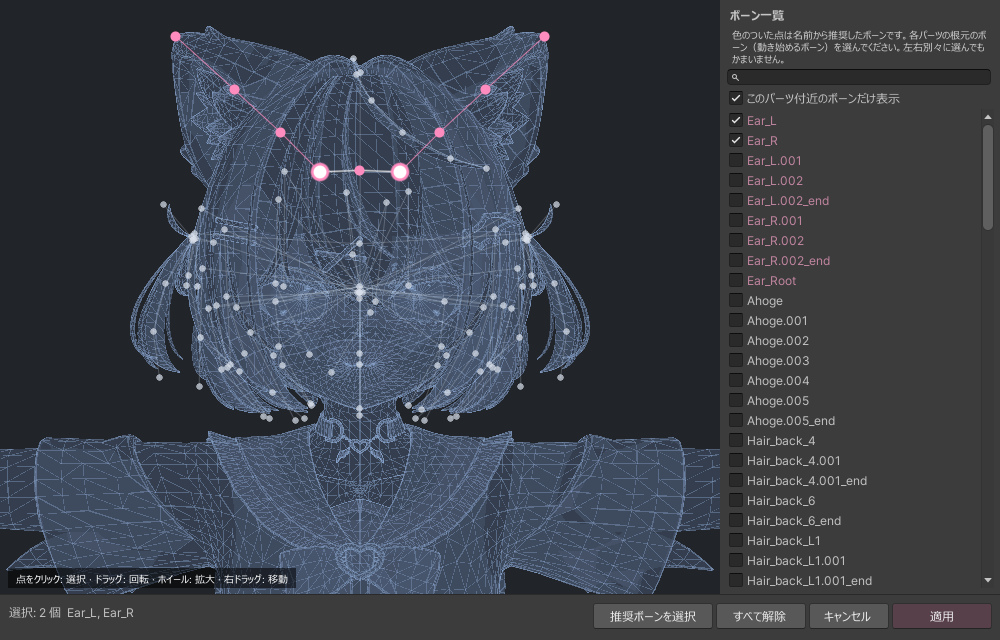 ボーン一覧
色のついた点は名前から推奨したボーンです。各パーツの根元のボ
ーン（動き始めるボーン）を選んでください。左右別々に選んでも
かまいません。
このパーツ付近のボーンだけ表示
Ear_L
Ear_R
Ear_L.001
Ear_L.002
Ear_L.002_end
Ear_R.001
Ear_R.002
Ear_R.002_end
Ear_Root
Ahoge
Ahoge.001
Ahoge.002
Ahoge.003
Ahoge.004
Ahoge.005
Ahoge.005_end
Hair_back_4
Hair_back_4.001
Hair_back_4.001_end
Hair_back_6
Hair_back_6_end
Hair_back_L1
Hair_back_L1.001
Hair_back_L1.001_end
点をクリック: 選択 · ドラッグ: 回転 · ホイール: 拡大 · 右ドラッグ: 移動
選択: 2 個 Ear_L, Ear_R
推奨ボーンを選択
すべて解除
キャンセル
適用